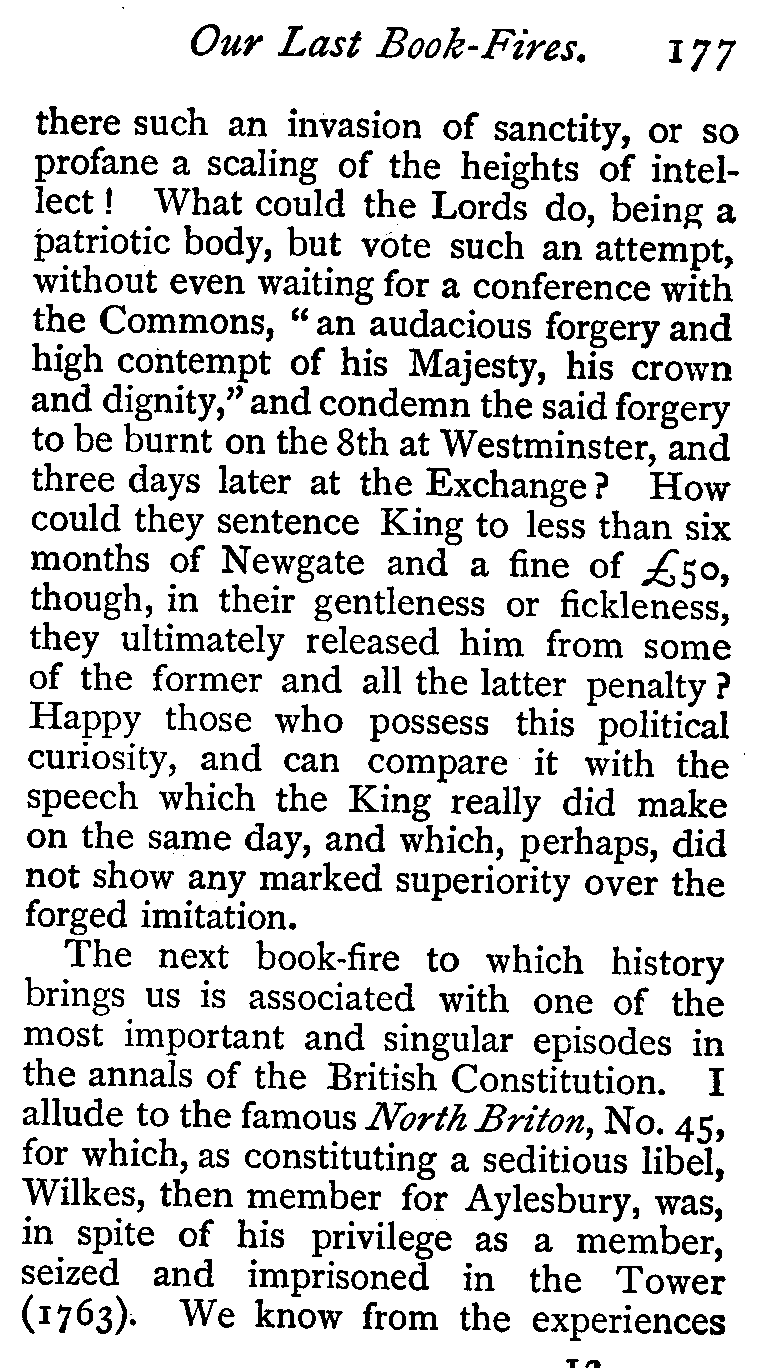 Our Last Book-Fires. 177
there such an invasion of sanctity, or so
profane a scaling of the heights of intel-
lect! What could the Lords do, being a
patriotic body, but vote such an attempt,
without even waiting for a conference with
the Commons, "an audacious forgery and
high contempt of his Majesty, his crown
and dignity," and condemn the said forgery
to be burnt on the 8th at Westminster, and
three days later at the Exchange? How
could they sentence King to less than six
months of Newgate and a fine of £50,
though, in their gentleness or fickleness,
they ultimately released him from some
of the former and all the latter penalty?
Happy those who possess this political
curiosity, and can compare it with the
speech which the King really did make
on the same day, and which, perhaps, did
not show any marked superiority over the
forged imitation.
The next book-fire to which history
brings us is associated with one of the
most important and singular episodes in
the annals of the British Constitution. I
allude to the famous North Briton, No. 45,
for which, as constituting a seditious libel,
Wilkes, then member for Aylesbury, was,
in spite of his privilege as a member,
seized and imprisoned in the Tower
(1763). We know from the experiences